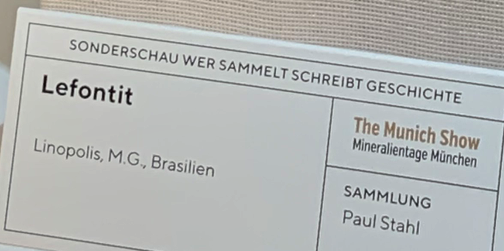 SONDERSCHAU WER SAMMELT SCHREIBT GESCHICHTE
Lefontit
Linopolis, M.G., Brasilien
The Munich Show
Mineralientage München
SAMMLUNG
Paul Stahl